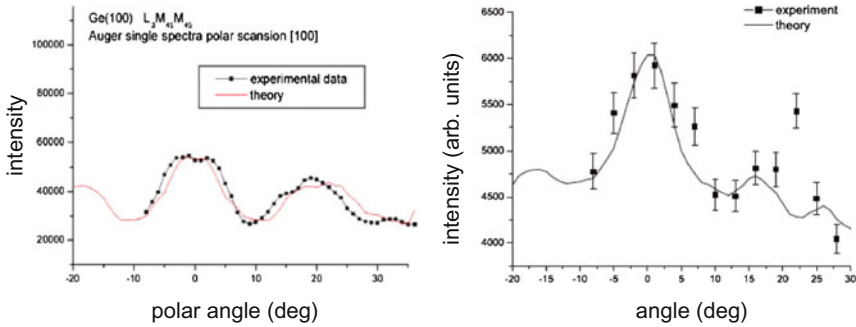 Ge(100) L₃M₄₅M₄₅
Auger single spectra polar scansion [100]
experimental data
theory
intensity
100000
80000
60000
40000
20000
-20
-10
0
10
20
30
polar angle (deg)
experiment
theory
intensity (arb. units)
6500
6000
5500
5000
4500
4000
-20
-15
-10
-5
0
5
10
15
20
25
30
angle (deg)